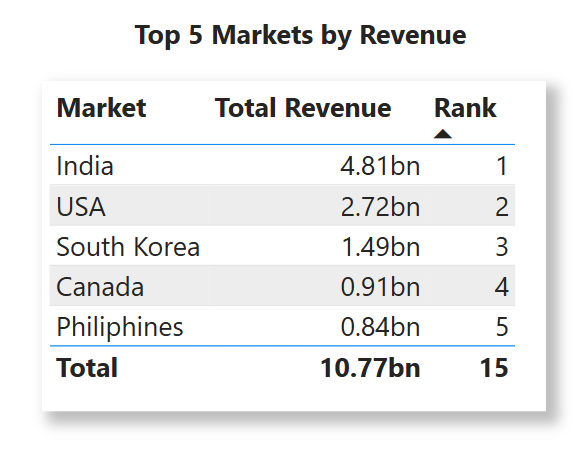 Top 5 Markets by Revenue
Market Total Revenue Rank
India 4.81bn 1
USA 2.72bn 2
South Korea 1.49bn 3
Canada 0.91bn 4
Philiphines 0.84bn 5
Total 10.77bn 15